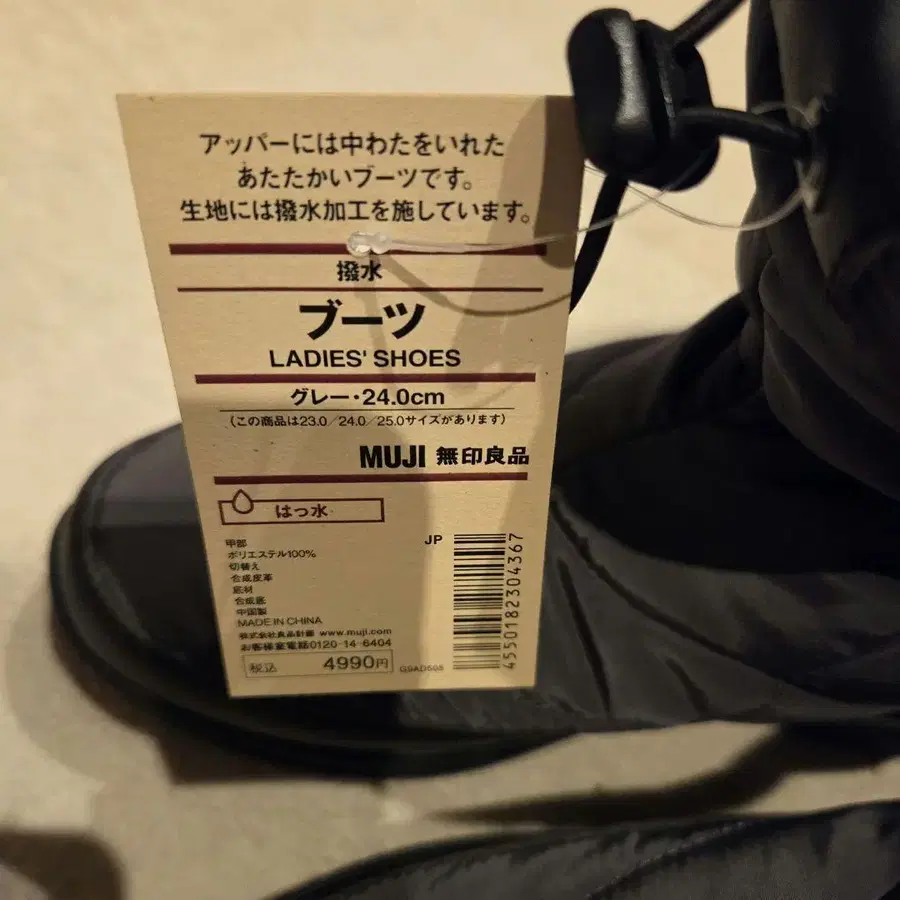 アッパーには中わたをいれた
あたたかいブーツです。
生地には撥水加工を施しています。
撥水
ブーツ
LADIES' SHOES
グレー・24.0cm
(この商品は23.0/24.0/25.0サイズがあります)
MUJI 無印良品
はっ水
JP
甲部
ポリエステル100%
切替え
合成皮革
底材
合成底
中国製
MADE IN CHINA
株式会社良品計画 www.muji.com
お客様室電話0120-14-6404
税込 4990円
4550182304367